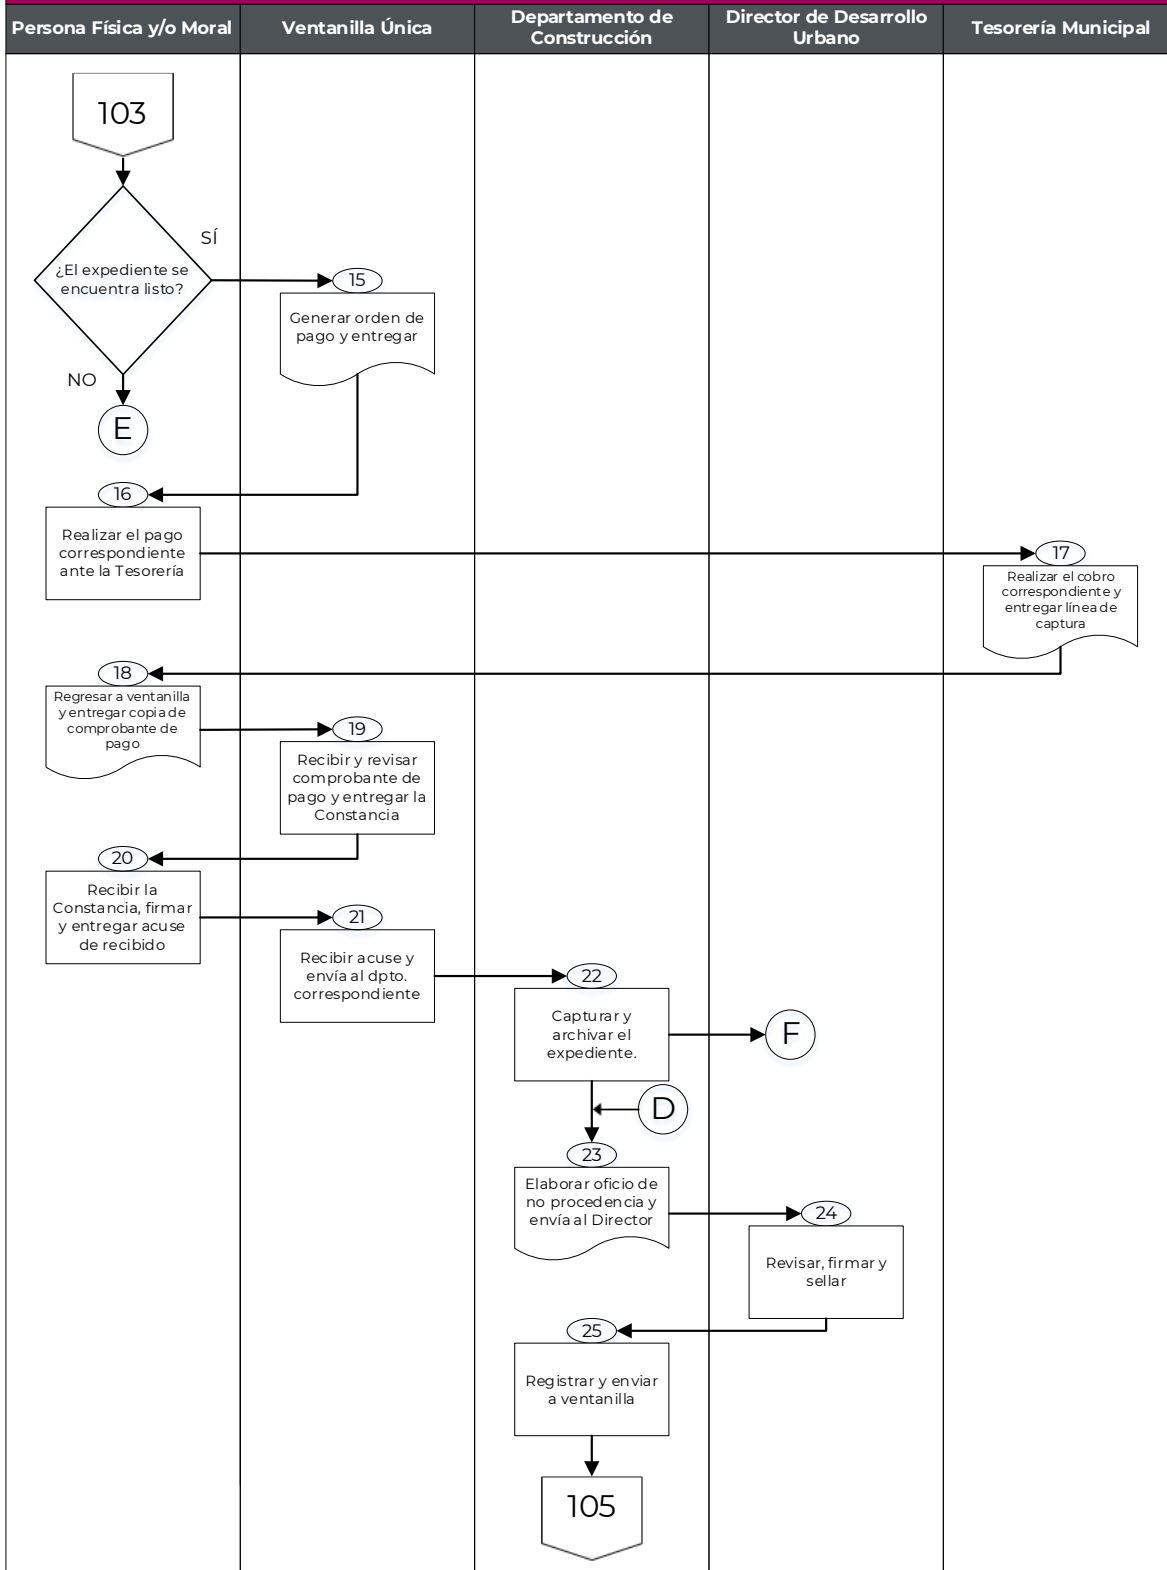 Persona Física y/o Moral
Ventanilla Única
Departamento de
Construcción
Director de Desarrollo
Urbano
Tesorería Municipal
103
¿El expediente se
encuentra listo?
SÍ
NO
E
15
Generar orden de
pago y entregar
16
Realizar el pago
correspondiente
ante la Tesorería
17
Realizar el cobro
correspondiente y
entregar línea de
captura
18
Regresar a ventanilla
y entregar copia de
comprobante de
pago
19
Recibir y revisar
comprobante de
pago y entregar la
Constancia
20
Recibir la
Constancia, firmar
y entregar acuse
de recibido
21
Recibir acuse y
envía al dpto.
correspondiente
22
Capturar y
archivar el
expediente.
F
D
23
Elaborar oficio de
no procedencia y
envía al Director
24
Revisar, firmar y
sellar
25
Registrar y enviar
a ventanilla
105